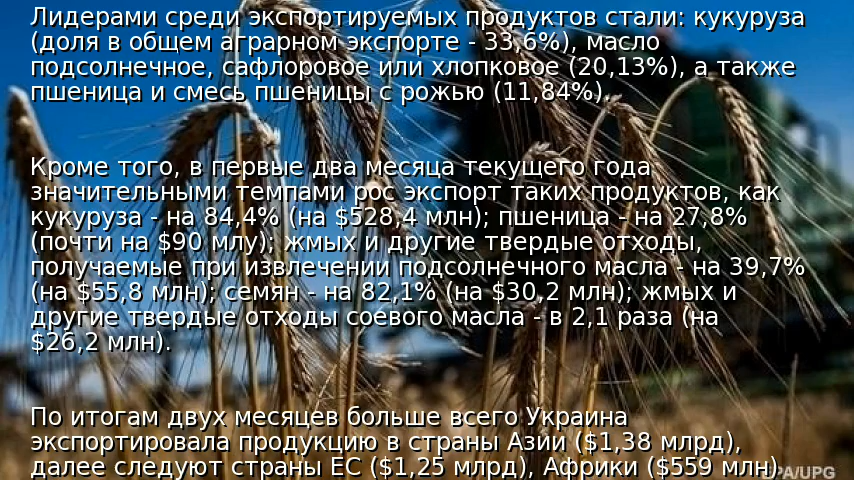 Лидерами среди экспортируемых продуктов стали: кукуруза
(доля в общем аграрном экспорте - 33,6%), масло
подсолнечное, сафлоровое или хлопковое (20,13%), а также
пшеница и смесь пшеницы с рожью (11,84%).
Кроме того, в первые два месяца текущего года
значительными темпами рос экспорт таких продуктов, как
кукуруза - на 84,4% (на $528,4 млн); пшеница - на 27,8%
(почти на $90 млу); жмых и другие твердые отходы,
получаемые при извлечении подсолнечного масла - на 39,7%
(на $55,8 млн); семян - на 82,1% (на $30,2 млн); жмых и
другие твердые отходы соевого масла - в 2,1 раза (на
$26,2 млн).
По итогам двух месяцев больше всего Украина
экспортировала продукцию в страны Азии ($1,38 млрд),
далее следуют страны ЕС ($1,25 млрд), Африки ($559 млн)
UPA/UPG